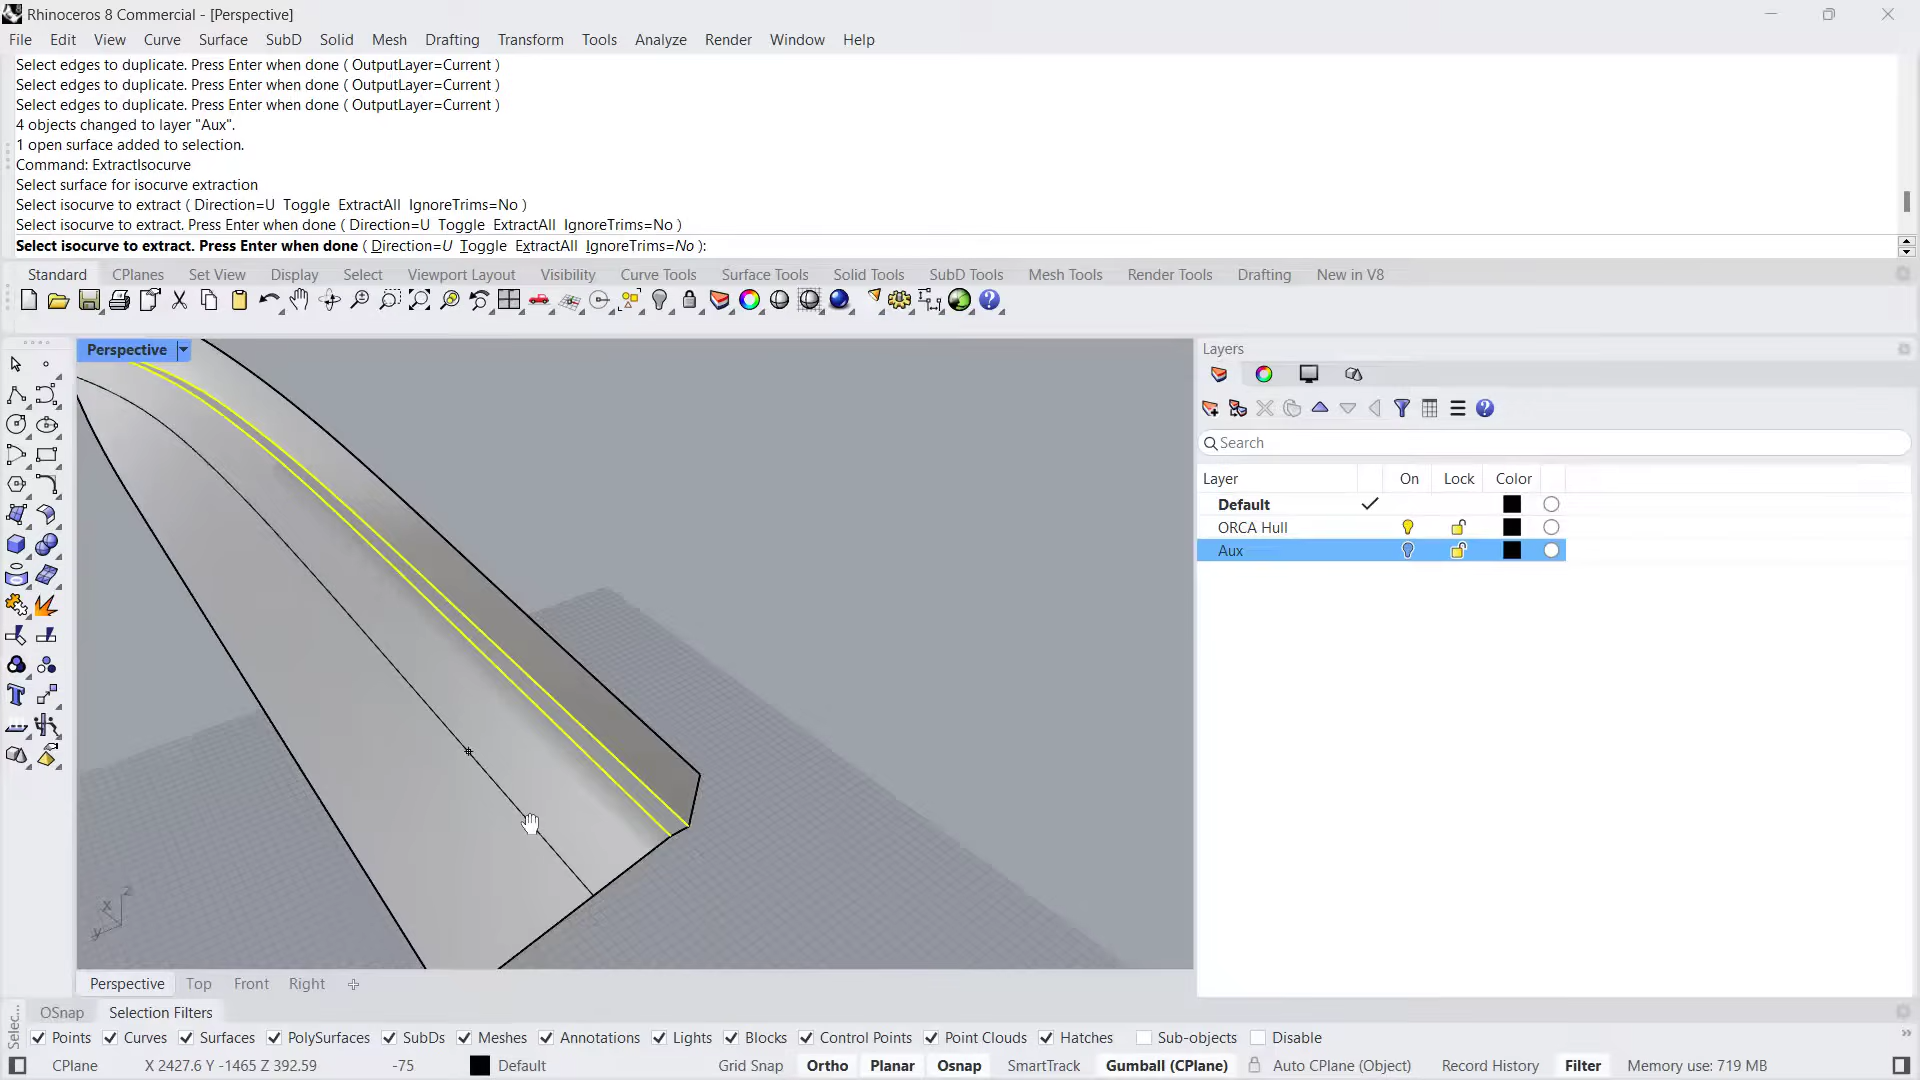 Rhinoceros 8 Commercial - [Perspective]
File Edit View Curve Surface SubD Solid Mesh Drafting Transform Tools Analyze Render Window Help
Select edges to duplicate. Press Enter when done ( OutputLayer=Current )
Select edges to duplicate. Press Enter when done ( OutputLayer=Current )
Select edges to duplicate. Press Enter when done ( OutputLayer=Current )
4 objects changed to layer "Aux".
1 open surface added to selection.
Command: ExtractIsocurve
Select surface for isocurve extraction
Select isocurve to extract ( Direction=U Toggle ExtractAll IgnoreTrims=No )
Select isocurve to extract. Press Enter when done ( Direction=U Toggle ExtractAll IgnoreTrims=No )
Select isocurve to extract. Press Enter when done ( Direction=U Toggle ExtractAll IgnoreTrims=No ):
Standard CPlanes Set View Display Select Viewport Layout Visibility Curve Tools Surface Tools Solid Tools SubD Tools Mesh Tools Render Tools Drafting New in V8
Perspective
z
x
y
Layers
Search
Layer On Lock Color
Default
ORCA Hull
Aux
Perspective Top Front Right
OSnap Selection Filters
Selec...
Points Curves Surfaces PolySurfaces SubDs Meshes Annotations Lights Blocks Control Points Point Clouds Hatches Sub-objects Disable
CPlane X 2427.6 Y -1465 Z 392.59 -75 Default Grid Snap Ortho Planar Osnap SmartTrack Gumball (CPlane) Auto CPlane (Object) Record History Filter Memory use: 719 MB